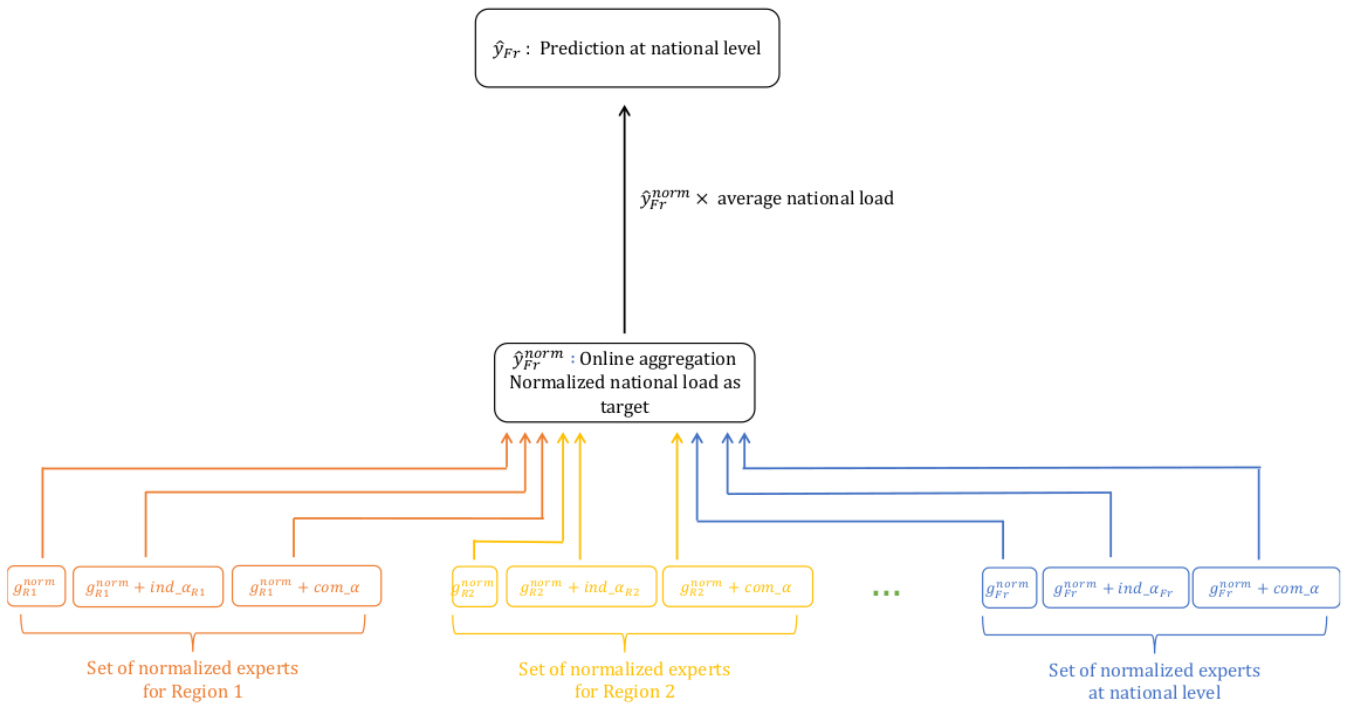 ŷ_Fr : Prediction at national level
ŷ_Fr^norm × average national load
ŷ_Fr^norm : Online aggregation
Normalized national load as
target
g_R1^norm
g_R1^norm + ind_α_R1
g_R1^norm + com_α
g_R2^norm
g_R2^norm + ind_α_R2
g_R2^norm + com_α
...
g_Fr^norm
g_Fr^norm + ind_α_Fr
g_Fr^norm + com_α
Set of normalized experts
for Region 1
Set of normalized experts
for Region 2
Set of normalized experts
at national level